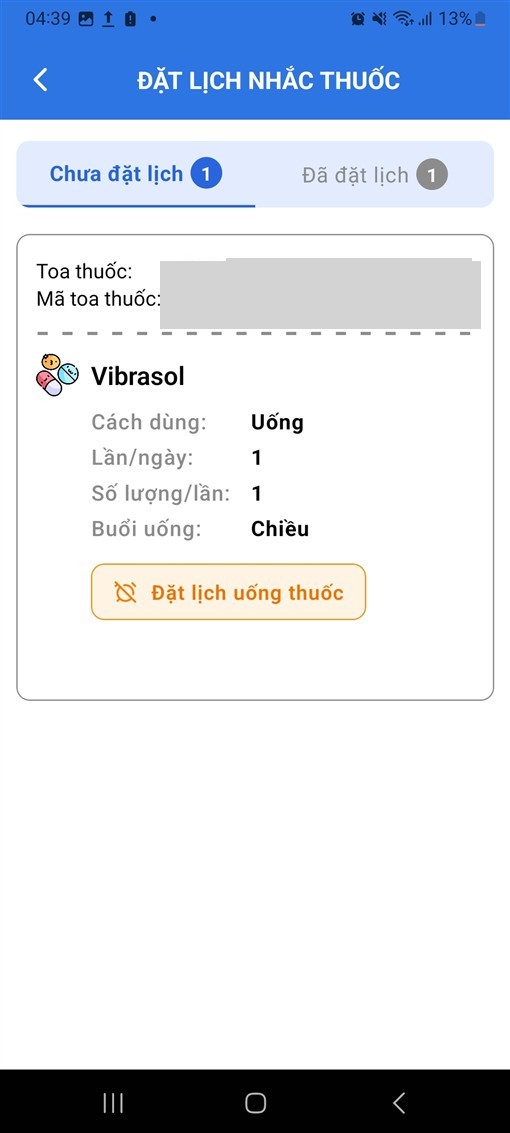 04:39 13%
ĐẶT LỊCH NHẮC THUỐC
Chưa đặt lịch 1 Đã đặt lịch 1
Toa thuốc:
Mã toa thuốc:
Vibrasol
Cách dùng: Uống
Lần/ngày: 1
Số lượng/lần: 1
Buổi uống: Chiều
Đặt lịch uống thuốc